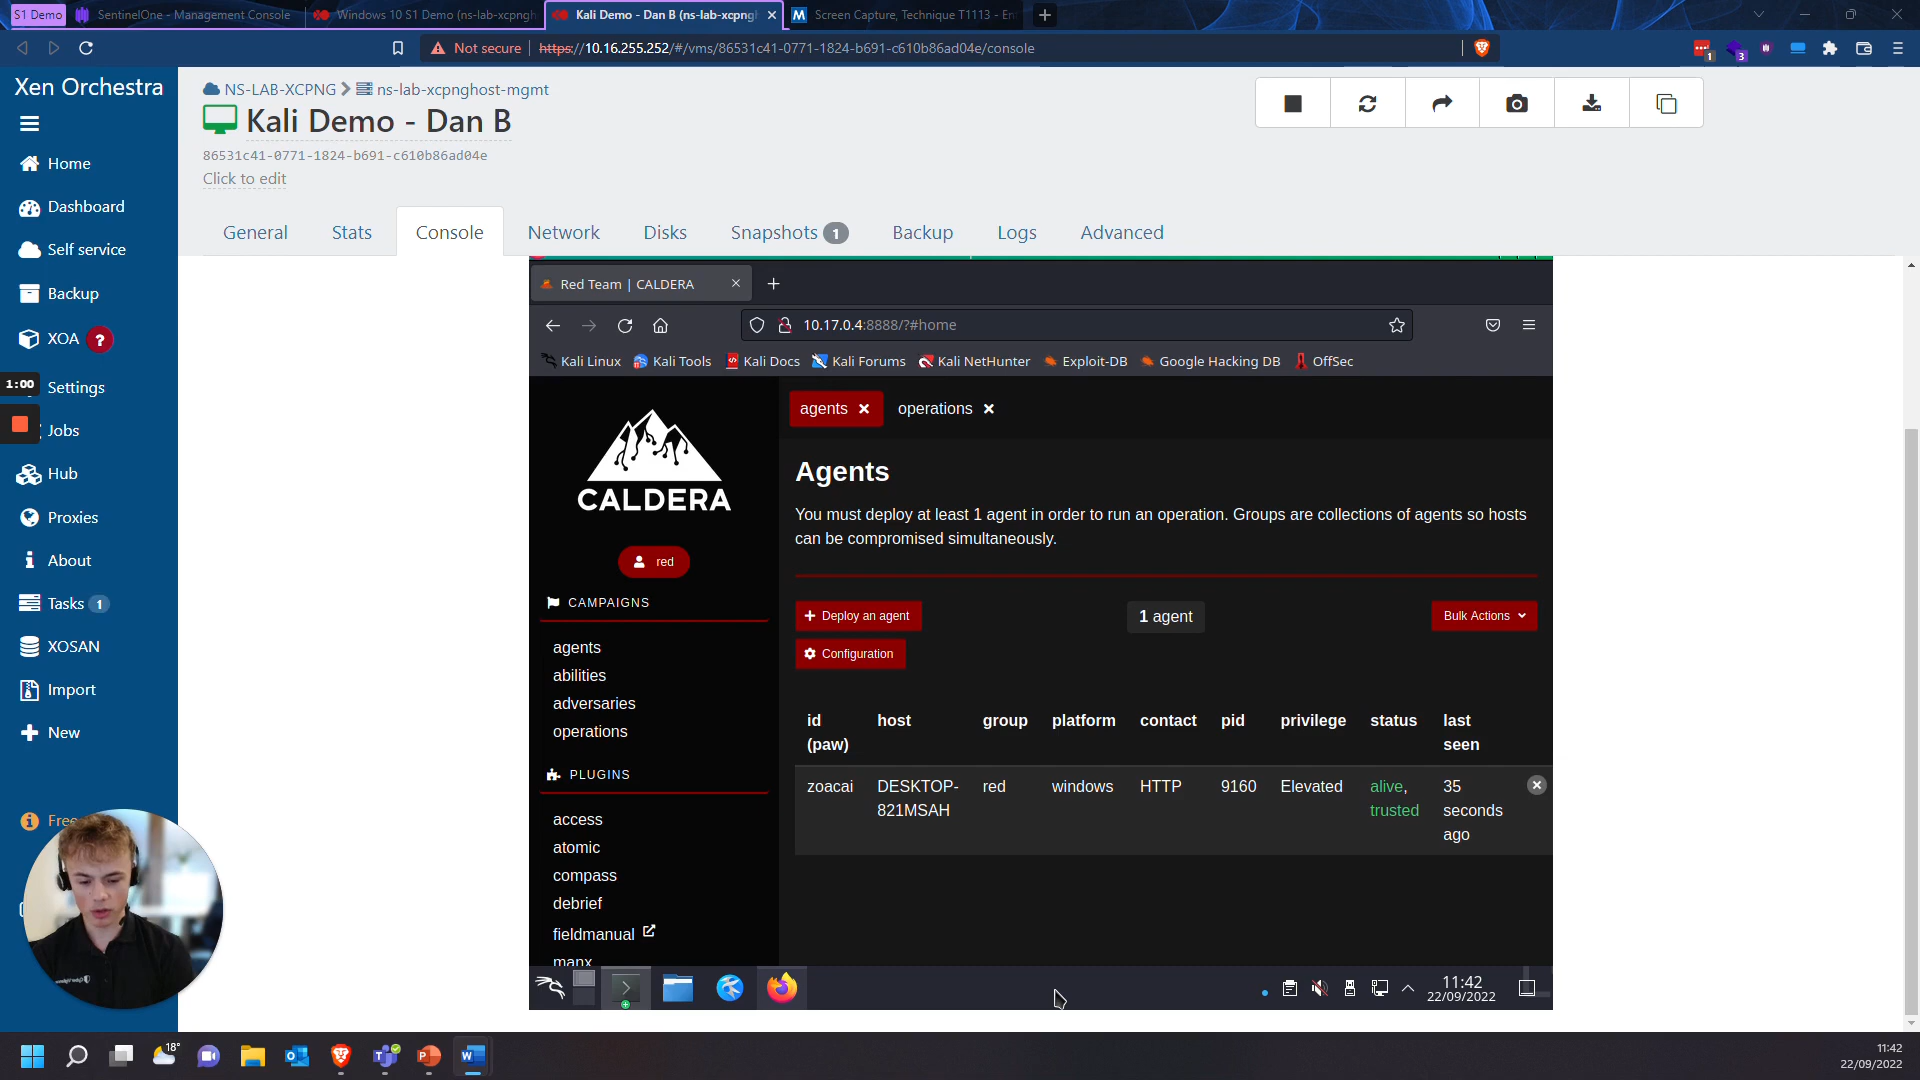 S1 Demo
SentinelOne - Management Console
Windows 10 S1 Demo (ns-lab-xcpngh
Kali Demo - Dan B (ns-lab-xcpng
Screen Capture, Technique T1113 - En
Not secure
https://10.16.255.252/#/vms/86531c41-0771-1824-b691-c610b86ad04e/console
1
3
Xen Orchestra
Home
Dashboard
Self service
Backup
XOA ?
1:00
Settings
Jobs
Hub
Proxies
About
Tasks 1
XOSAN
Import
New
Free
NS-LAB-XCPNG
ns-lab-xcpnghost-mgmt
Kali Demo - Dan B
86531c41-0771-1824-b691-c610b86ad04e
Click to edit
General
Stats
Console
Network
Disks
Snapshots 1
Backup
Logs
Advanced
Red Team | CALDERA
10.17.0.4:8888/?#home
Kali Linux
Kali Tools
Kali Docs
Kali Forums
Kali NetHunter
Exploit-DB
Google Hacking DB
OffSec
CALDERA
red
CAMPAIGNS
agents
abilities
adversaries
operations
PLUGINS
access
atomic
compass
debrief
fieldmanual
manx
agents
operations
Agents
You must deploy at least 1 agent in order to run an operation. Groups are collections of agents so hosts
can be compromised simultaneously.
Deploy an agent
1 agent
Bulk Actions
Configuration
id (paw)
host
group
platform
contact
pid
privilege
status
last seen
zoacai
DESKTOP-821MSAH
red
windows
HTTP
9160
Elevated
alive, trusted
35 seconds ago
11:42
22/09/2022
18°
11:42
22/09/2022